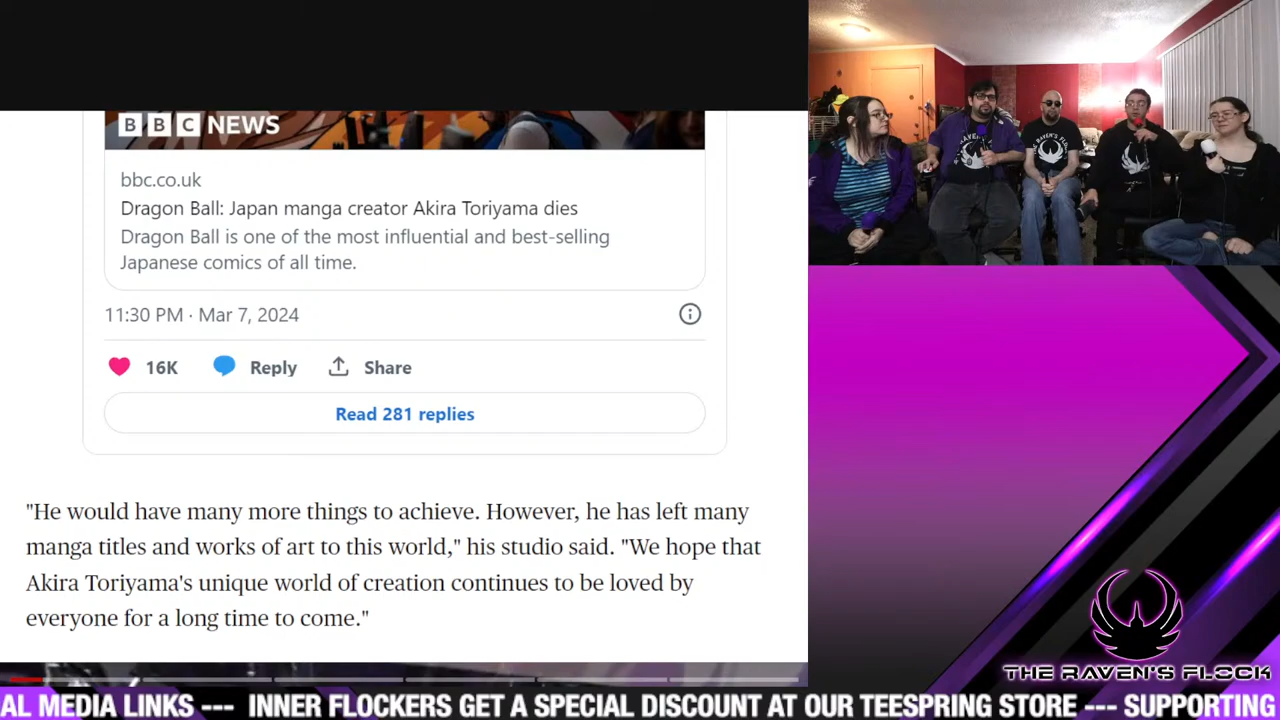 BBC NEWS
bbc.co.uk
Dragon Ball: Japan manga creator Akira Toriyama dies
Dragon Ball is one of the most influential and best-selling
Japanese comics of all time.
11:30 PM · Mar 7, 2024
16K Reply Share
Read 281 replies
"He would have many more things to achieve. However, he has left many
manga titles and works of art to this world," his studio said. "We hope that
Akira Toriyama's unique world of creation continues to be loved by
everyone for a long time to come."
THE RAVEN'S FLOCK
THE RAVEN'S FLOCK
AL MEDIA LINKS --- INNER FLOCKERS GET A SPECIAL DISCOUNT AT OUR TEESPRING STORE --- SUPPORTING